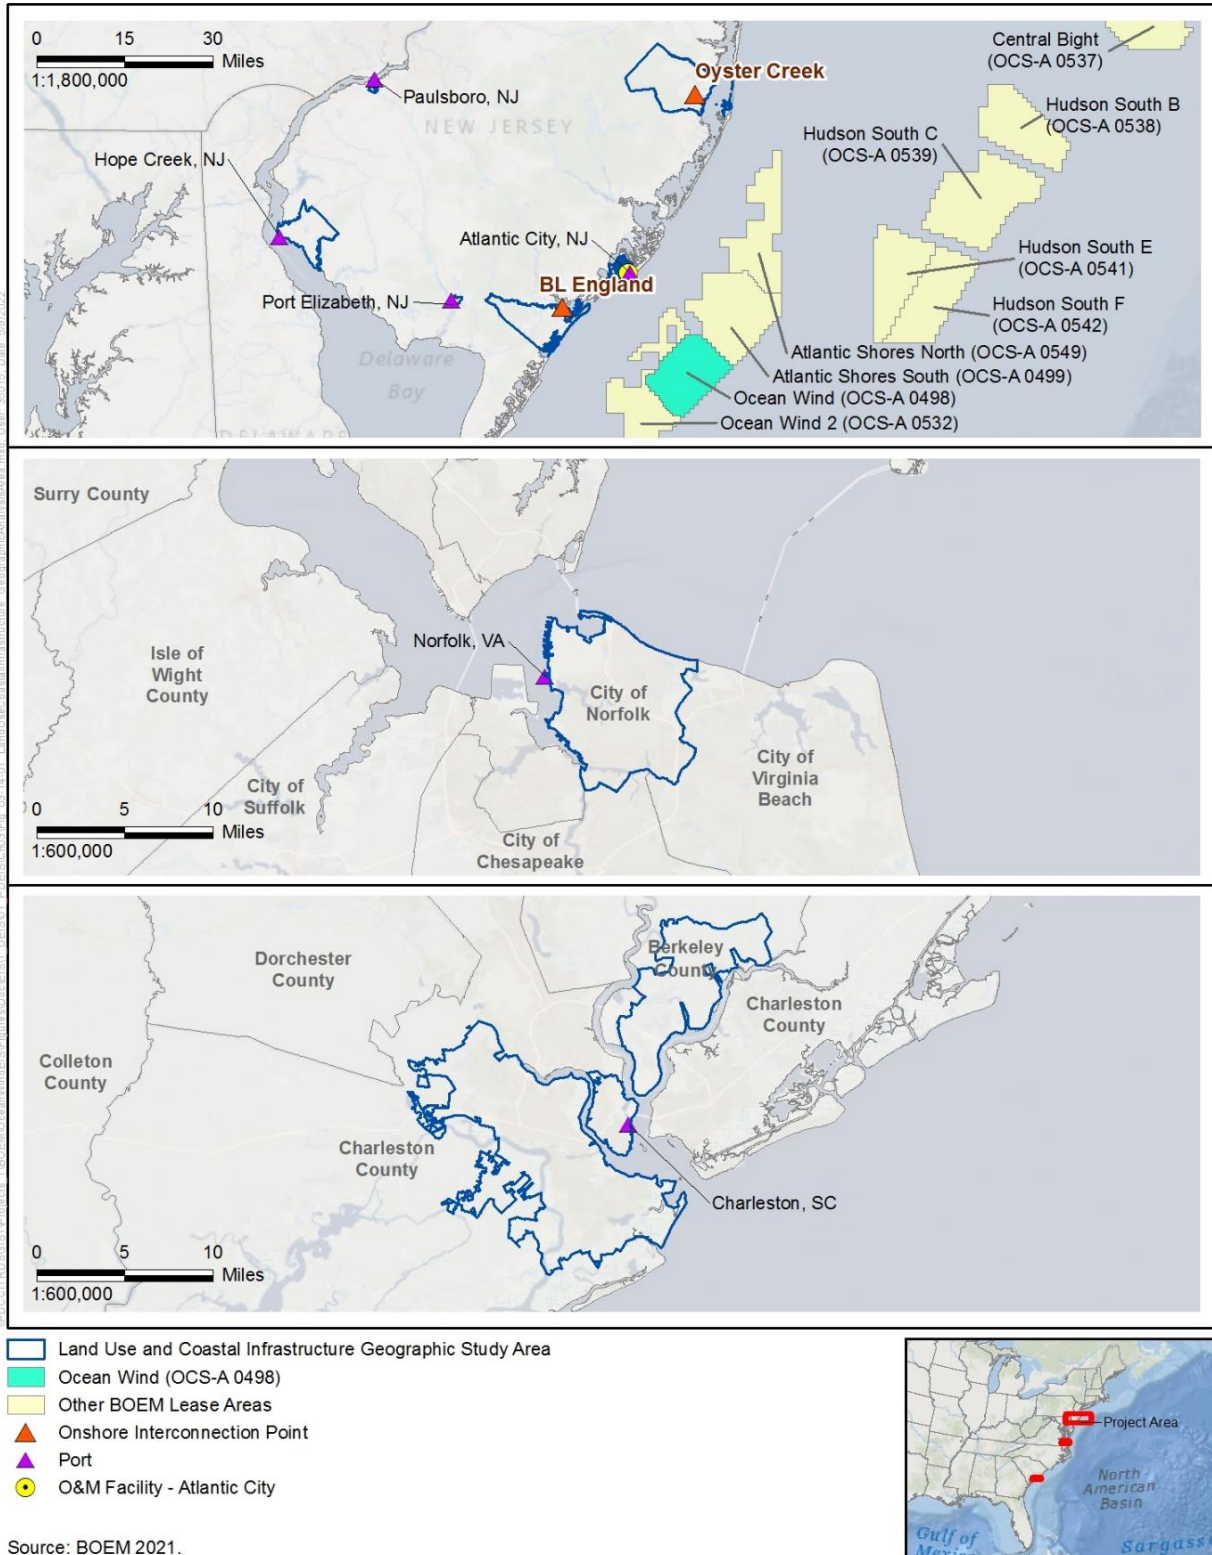 0 15 30
Miles
1:1,800,000
Paulsboro, NJ
NEW JERSEY
Hope Creek, NJ
Oyster Creek
Central Bight
(OCS-A 0537)
Hudson South B
(OCS-A 0538)
Hudson South C
(OCS-A 0539)
Atlantic City, NJ
Hudson South E
(OCS-A 0541)
BL England
Port Elizabeth, NJ
Hudson South F
(OCS-A 0542)
Delaware
Bay
Atlantic Shores North (OCS-A 0549)
Atlantic Shores South (OCS-A 0499)
Ocean Wind (OCS-A 0498)
Ocean Wind 2 (OCS-A 0532)
DELAWARE
Surry County
Norfolk, VA
Isle of
Wight
County
City of
Norfolk
City of
Virginia
Beach
City of
Suffolk
0 5 10
Miles
1:600,000
City of
Chesapeake
Dorchester
County
Berkeley
County
Charleston
County
Colleton
County
Charleston
County
Charleston, SC
0 5 10
Miles
1:600,000
Land Use and Coastal Infrastructure Geographic Study Area
Ocean Wind (OCS-A 0498)
Other BOEM Lease Areas
Onshore Interconnection Point
Port
O&M Facility - Atlantic City
Project Area
North
American
Basin
Gulf of
Mexico
Sargasso
Source: BOEM 2021.